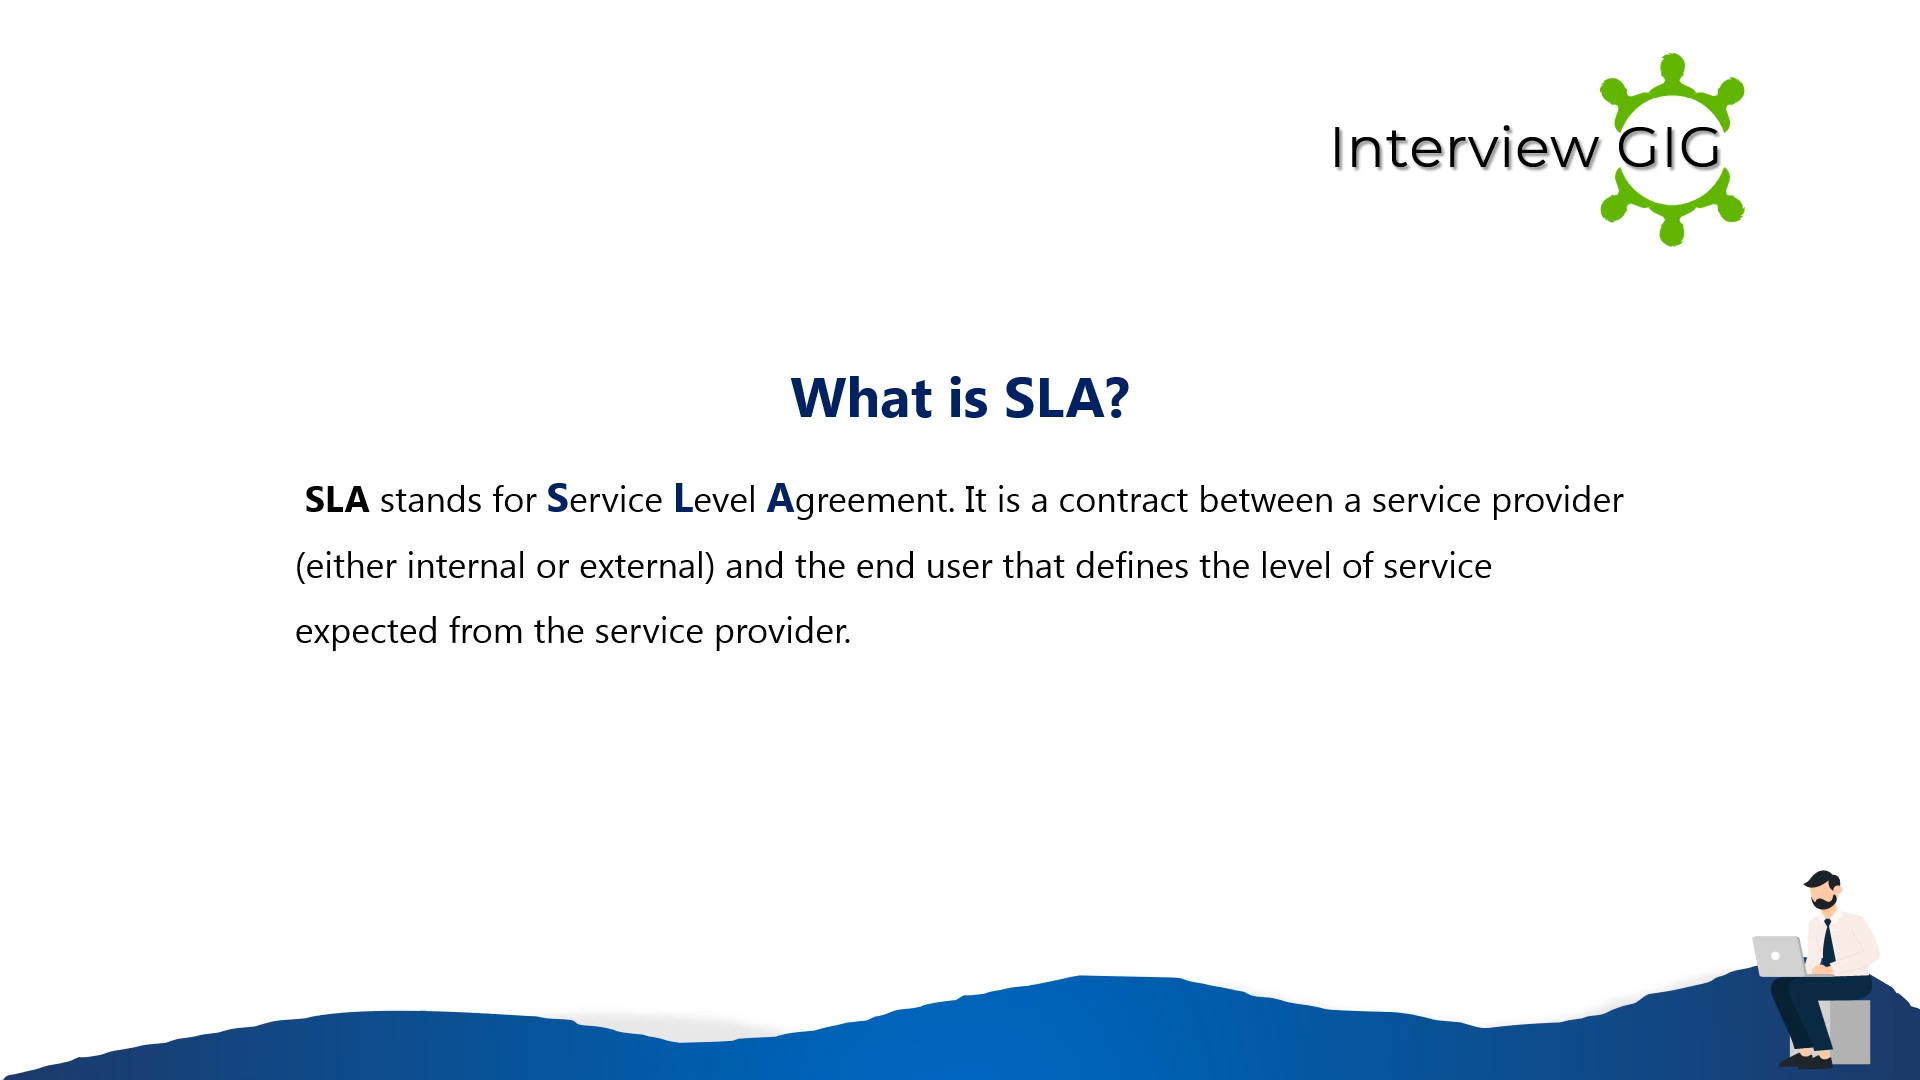 Interview GIG
What is SLA?
SLA stands for Service Level Agreement. It is a contract between a service provider
(either internal or external) and the end user that defines the level of service
expected from the service provider.